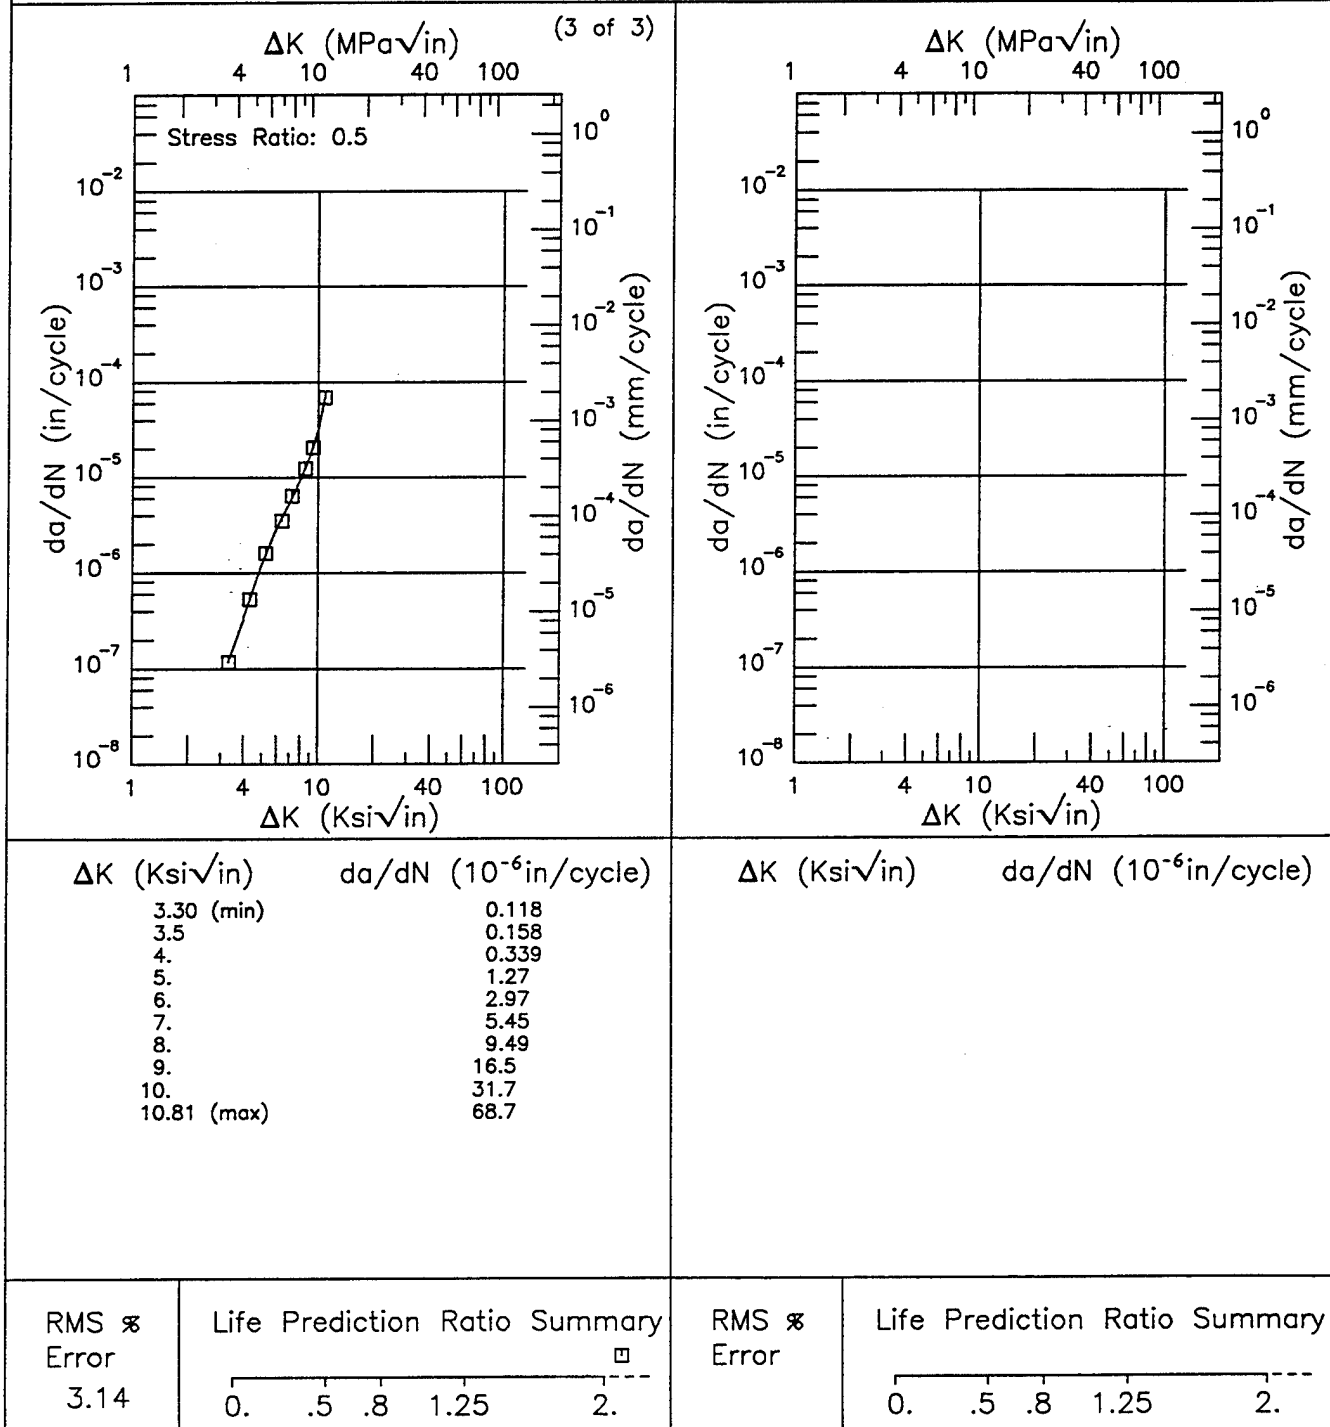 (3 of 3)
ΔK (MPa√in)
1 4 10 40 100
Stress Ratio: 0.5
da/dN (in/cycle)
10⁻²
10⁻³
10⁻⁴
10⁻⁵
10⁻⁶
10⁻⁷
10⁻⁸
da/dN (mm/cycle)
10⁰
10⁻¹
10⁻²
10⁻³
10⁻⁴
10⁻⁵
10⁻⁶
1 4 10 40 100
ΔK (Ksi√in)
ΔK (MPa√in)
1 4 10 40 100
da/dN (in/cycle)
10⁻²
10⁻³
10⁻⁴
10⁻⁵
10⁻⁶
10⁻⁷
10⁻⁸
da/dN (mm/cycle)
10⁰
10⁻¹
10⁻²
10⁻³
10⁻⁴
10⁻⁵
10⁻⁶
1 4 10 40 100
ΔK (Ksi√in)
ΔK (Ksi√in) da/dN (10⁻⁶in/cycle)
3.30 (min) 0.118
3.5 0.158
4. 0.339
5. 1.27
6. 2.97
7. 5.45
8. 9.49
9. 16.5
10. 31.7
10.81 (max) 68.7
ΔK (Ksi√in) da/dN (10⁻⁶in/cycle)
RMS %
Error
3.14
Life Prediction Ratio Summary
0. .5 .8 1.25 2.
RMS %
Error
Life Prediction Ratio Summary
0. .5 .8 1.25 2.